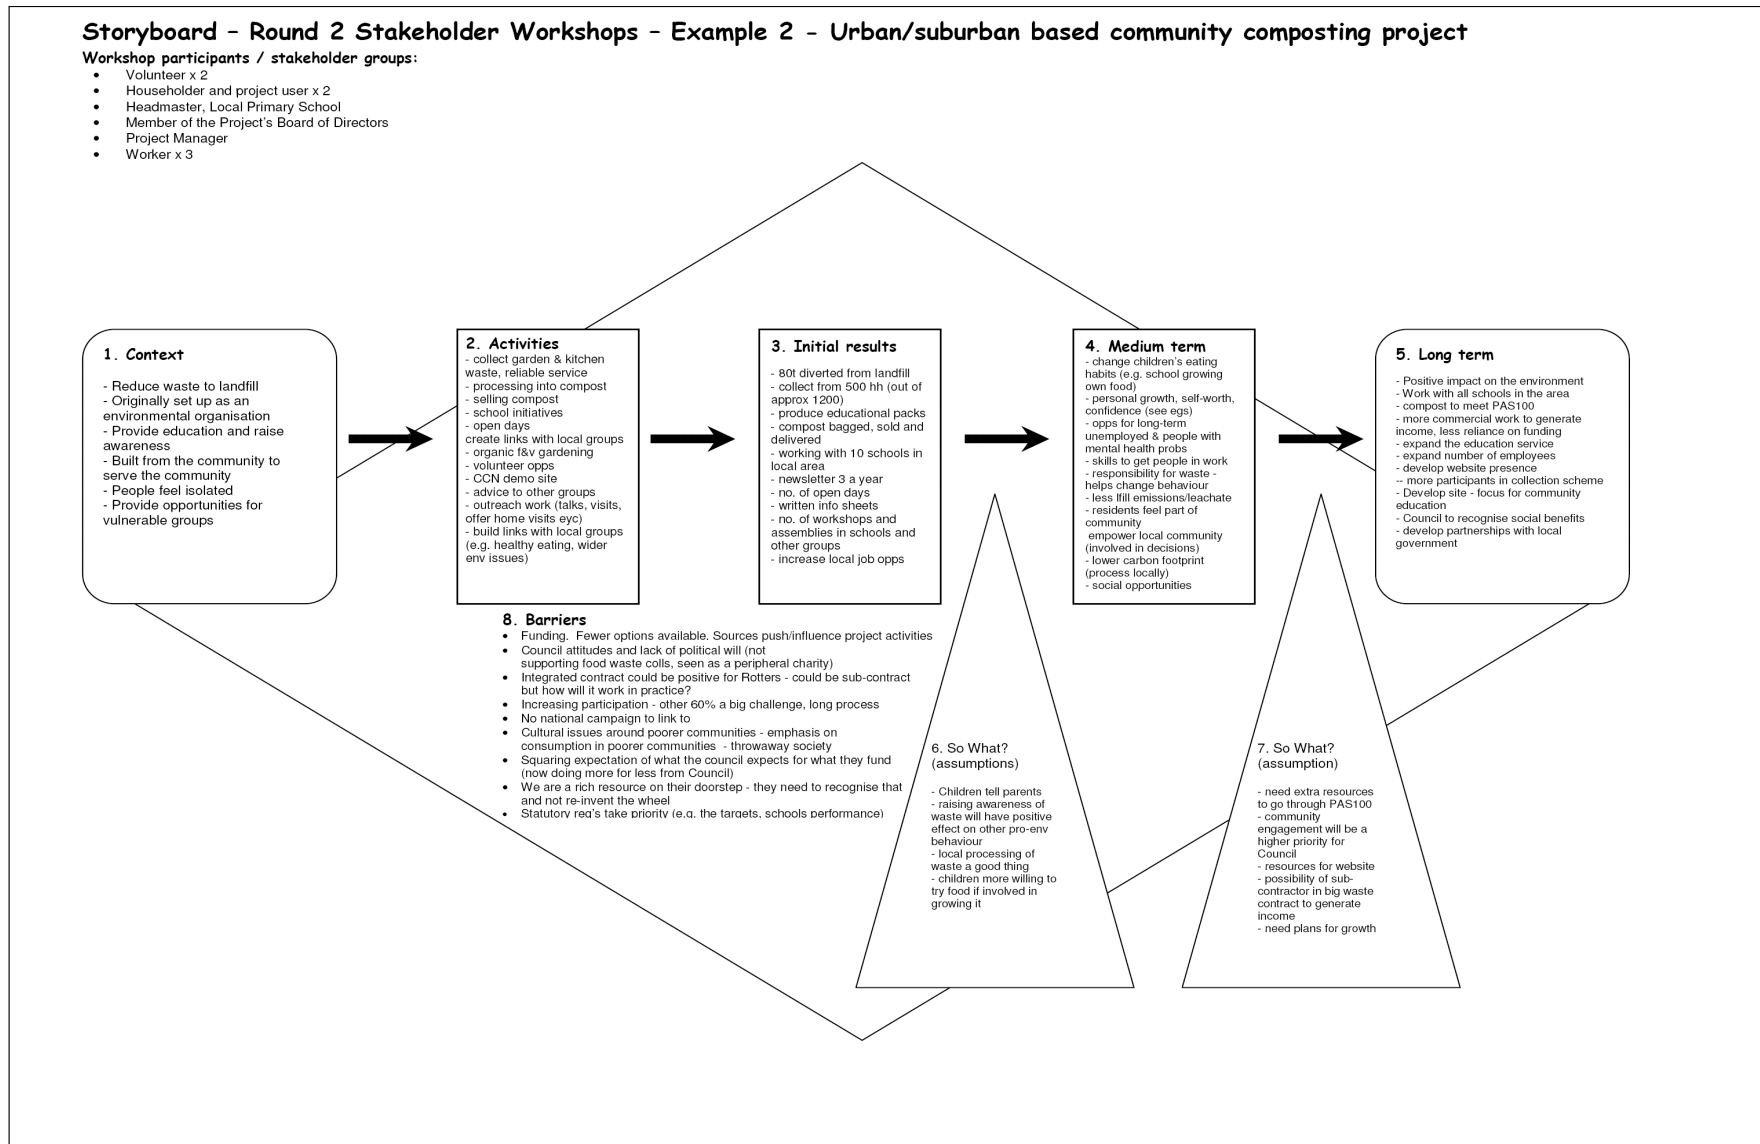 Storyboard – Round 2 Stakeholder Workshops – Example 2 - Urban/suburban based community composting project
Workshop participants / stakeholder groups:
• Volunteer x 2
• Householder and project user x 2
• Headmaster, Local Primary School
• Member of the Project's Board of Directors
• Project Manager
• Worker x 3
1. Context
- Reduce waste to landfill
- Originally set up as an
environmental organisation
- Provide education and raise
awareness
- Built from the community to
serve the community
- People feel isolated
- Provide opportunities for
vulnerable groups
2. Activities
- collect garden & kitchen
waste, reliable service
- processing into compost
- selling compost
- school initiatives
- open days
create links with local groups
- organic f&v gardening
- volunteer opps
- CCN demo site
- advice to other groups
- outreach work (talks, visits,
offer home visits eyc)
- build links with local groups
(e.g. healthy eating, wider
env issues)
3. Initial results
- 80t diverted from landfill
- collect from 500 hh (out of
approx 1200)
- produce educational packs
- compost bagged, sold and
delivered
- working with 10 schools in
local area
- newsletter 3 a year
- no. of open days
- written info sheets
- no. of workshops and
assemblies in schools and
other groups
- increase local job opps
4. Medium term
- change children's eating
habits (e.g. school growing
own food)
- personal growth, self-worth,
confidence (see egs)
- opps for long-term
unemployed & people with
mental health probs
- skills to get people in work
- responsibility for waste -
helps change behaviour
- less lfill emissions/leachate
- residents feel part of
community
empower local community
(involved in decisions)
- lower carbon footprint
(process locally)
- social opportunities
5. Long term
- Positive impact on the environment
- Work with all schools in the area
- compost to meet PAS100
- more commercial work to generate
income, less reliance on funding
- expand the education service
- expand number of employees
- develop website presence
-- more participants in collection scheme
- Develop site - focus for community
education
- Council to recognise social benefits
- develop partnerships with local
government
8. Barriers
• Funding. Fewer options available. Sources push/influence project activities
• Council attitudes and lack of political will (not
supporting food waste colls, seen as a peripheral charity)
• Integrated contract could be positive for Rotters - could be sub-contract
but how will it work in practice?
• Increasing participation - other 60% a big challenge, long process
• No national campaign to link to
• Cultural issues around poorer communities - emphasis on
consumption in poorer communities - throwaway society
• Squaring expectation of what the council expects for what they fund
(now doing more for less from Council)
• We are a rich resource on their doorstep - they need to recognise that
and not re-invent the wheel
• Statutory req's take priority (e.g. the targets, schools performance)
6. So What?
(assumptions)
- Children tell parents
- raising awareness of
waste will have positive
effect on other pro-env
behaviour
- local processing of
waste a good thing
- children more willing to
try food if involved in
growing it
7. So What?
(assumption)
- need extra resources
to go through PAS100
- community
engagement will be a
higher priority for
Council
- resources for website
- possibility of sub-
contractor in big waste
contract to generate
income
- need plans for growth